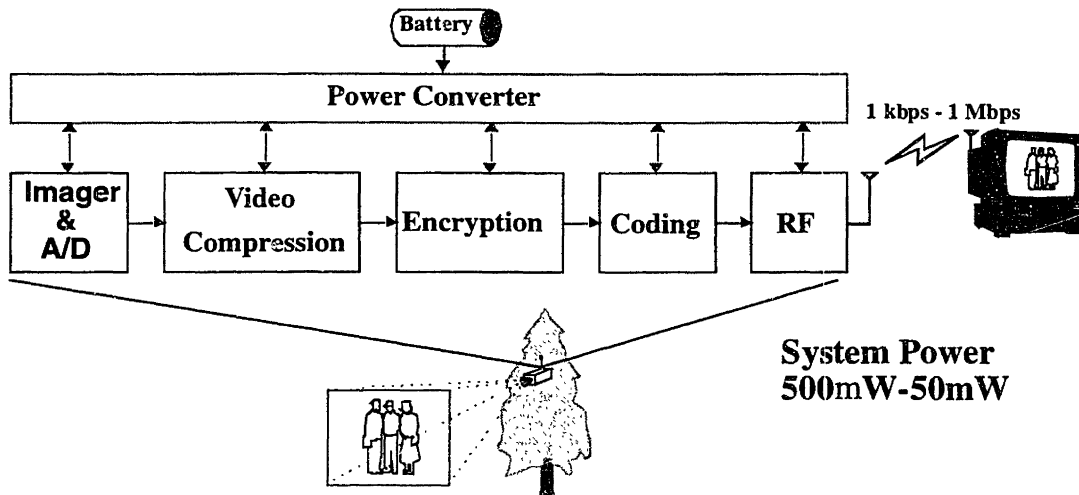 Battery
Power Converter
1 kbps - 1 Mbps
Imager
&
A/D
Video
Compression
Encryption
Coding
RF
System Power
500mW-50mW